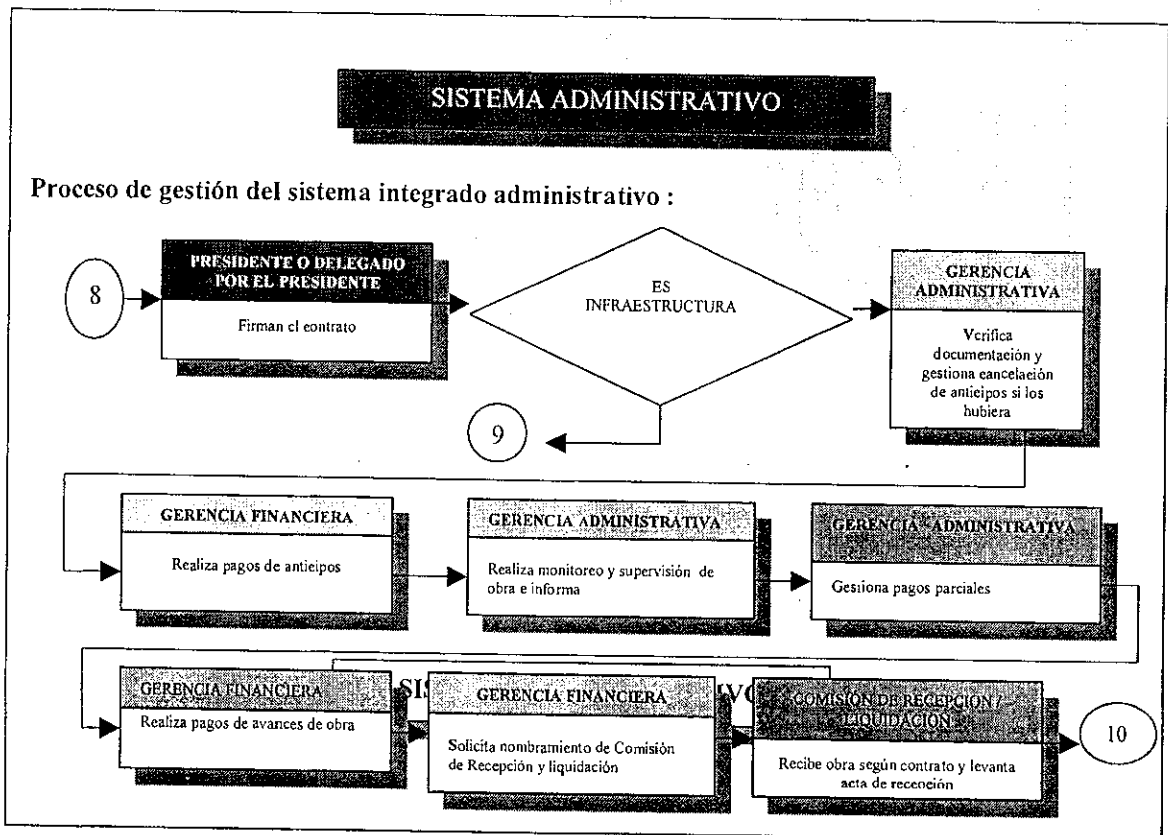 SISTEMA ADMINISTRATIVO
Proceso de gestión del sistema integrado administrativo :
8
PRESIDENTE O DELEGADO
POR EL PRESIDENTE
Firman el contrato
ES
INFRAESTRUCTURA
GERENCIA
ADMINISTRATIVA
Verifica
documentación y
gestiona cancelación
de anticipos si los
hubiera
9
GERENCIA FINANCIERA
Realiza pagos de anticipos
GERENCIA ADMINISTRATIVA
Realiza monitoreo y supervisión de
obra e informa
GERENCIA ADMINISTRATIVA
Gestiona pagos parciales
GERENCIA FINANCIERA
Realiza pagos de avances de obra
GERENCIA FINANCIERA
Solicita nombramiento de Comisión
de Recepción y liquidación
COMISIÓN DE RECEPCION /
LIQUIDACIÓN
Recibe obra según contrato y levanta
acta de recepción
10